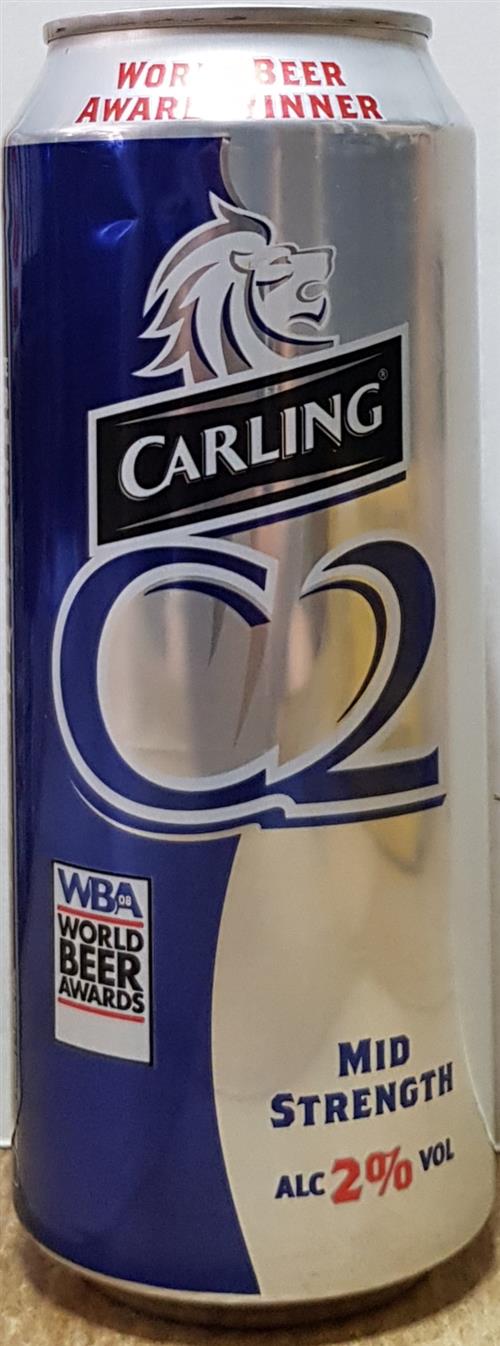 BEER
CARLING®
C2
WBA 08
WORLD
BEER
AWARDS
MID
STRENGTH
ALC 2% VOL